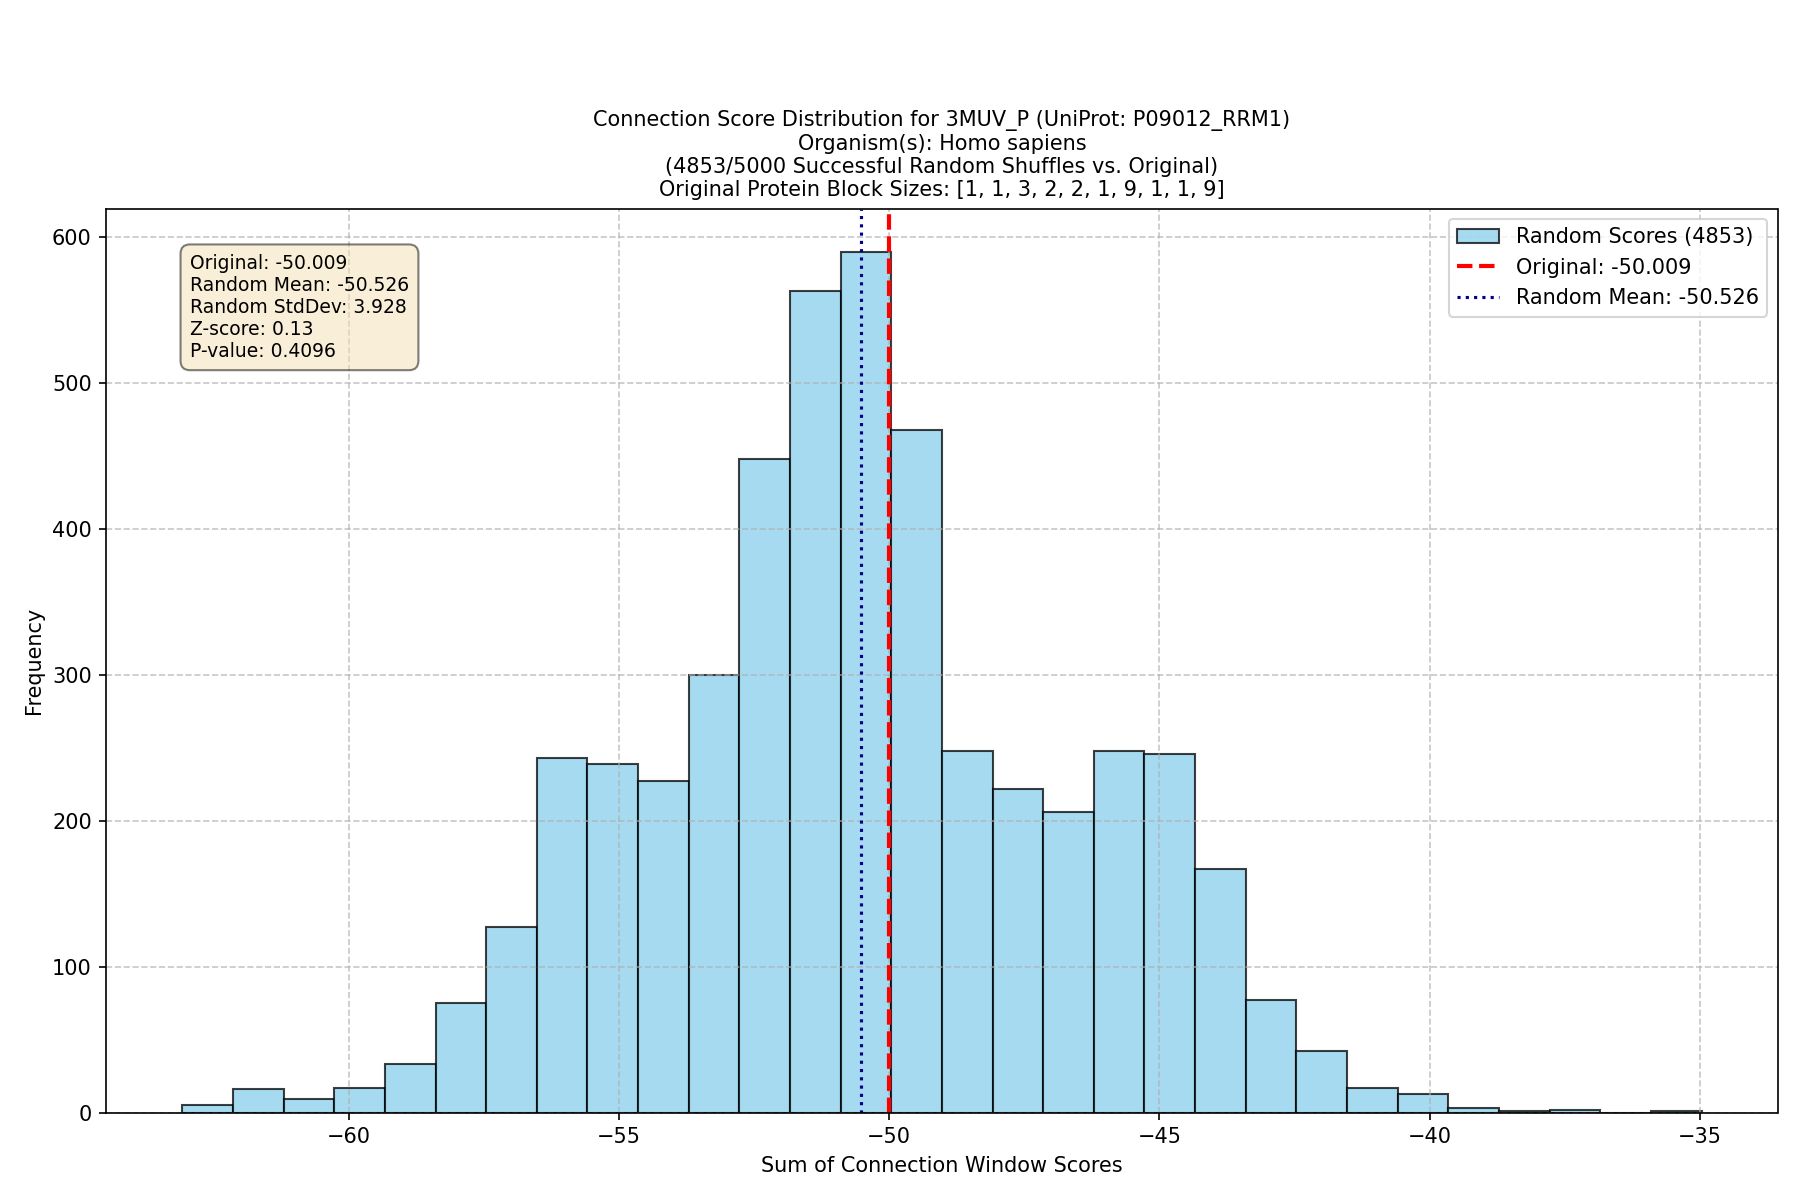 Connection Score Distribution for 3MUV_P (UniProt: P09012_RRM1)
Organism(s): Homo sapiens
(4853/5000 Successful Random Shuffles vs. Original)
Original Protein Block Sizes: [1, 1, 3, 2, 2, 1, 9, 1, 1, 9]
Original: -50.009
Random Mean: -50.526
Random StdDev: 3.928
Z-score: 0.13
P-value: 0.4096
Random Scores (4853)
Original: -50.009
Random Mean: -50.526
Frequency
600
500
400
300
200
100
0
−60 −55 −50 −45 −40 −35
Sum of Connection Window Scores